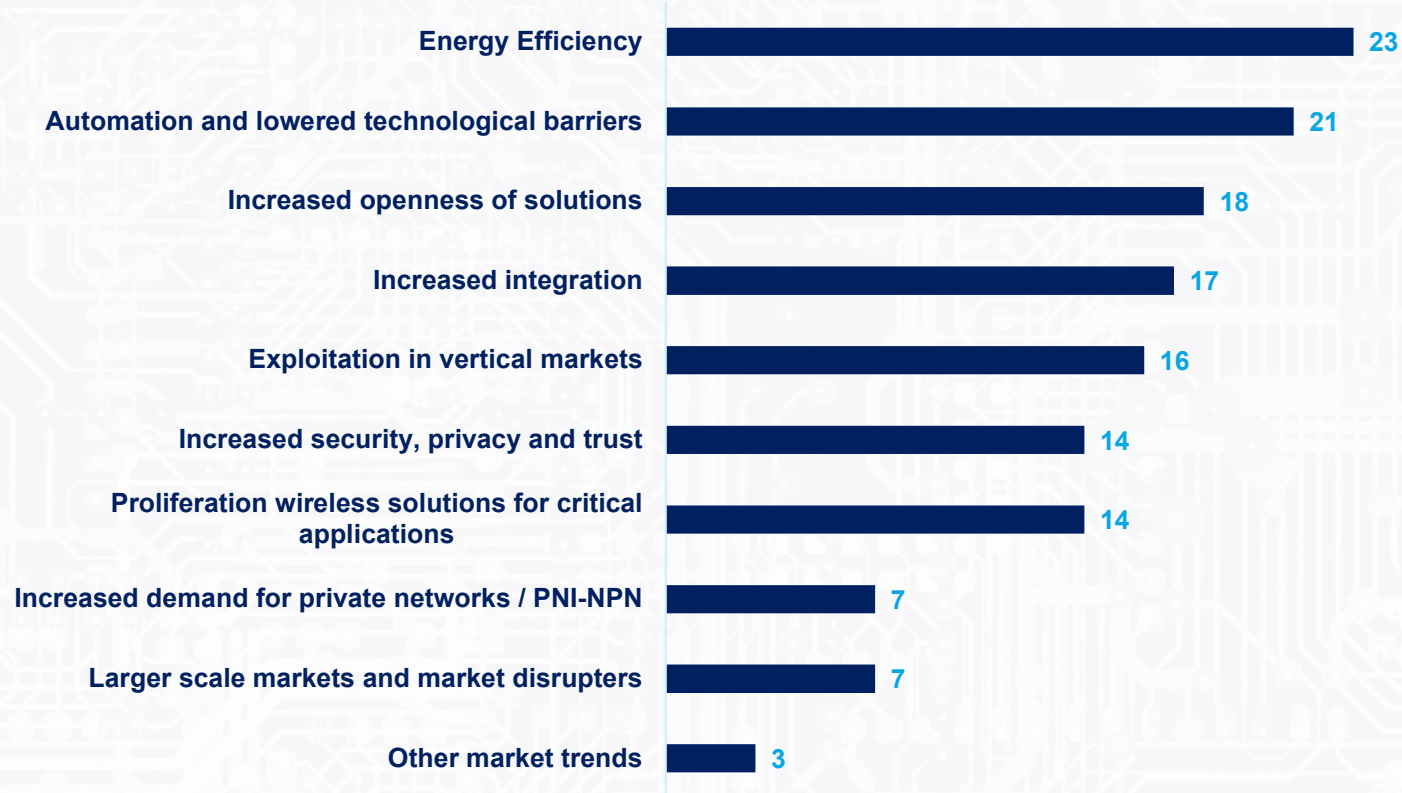 Energy Efficiency 23
Automation and lowered technological barriers 21
Increased openness of solutions 18
Increased integration 17
Exploitation in vertical markets 16
Increased security, privacy and trust 14
Proliferation wireless solutions for critical
applications 14
Increased demand for private networks / PNI-NPN 7
Larger scale markets and market disrupters 7
Other market trends 3